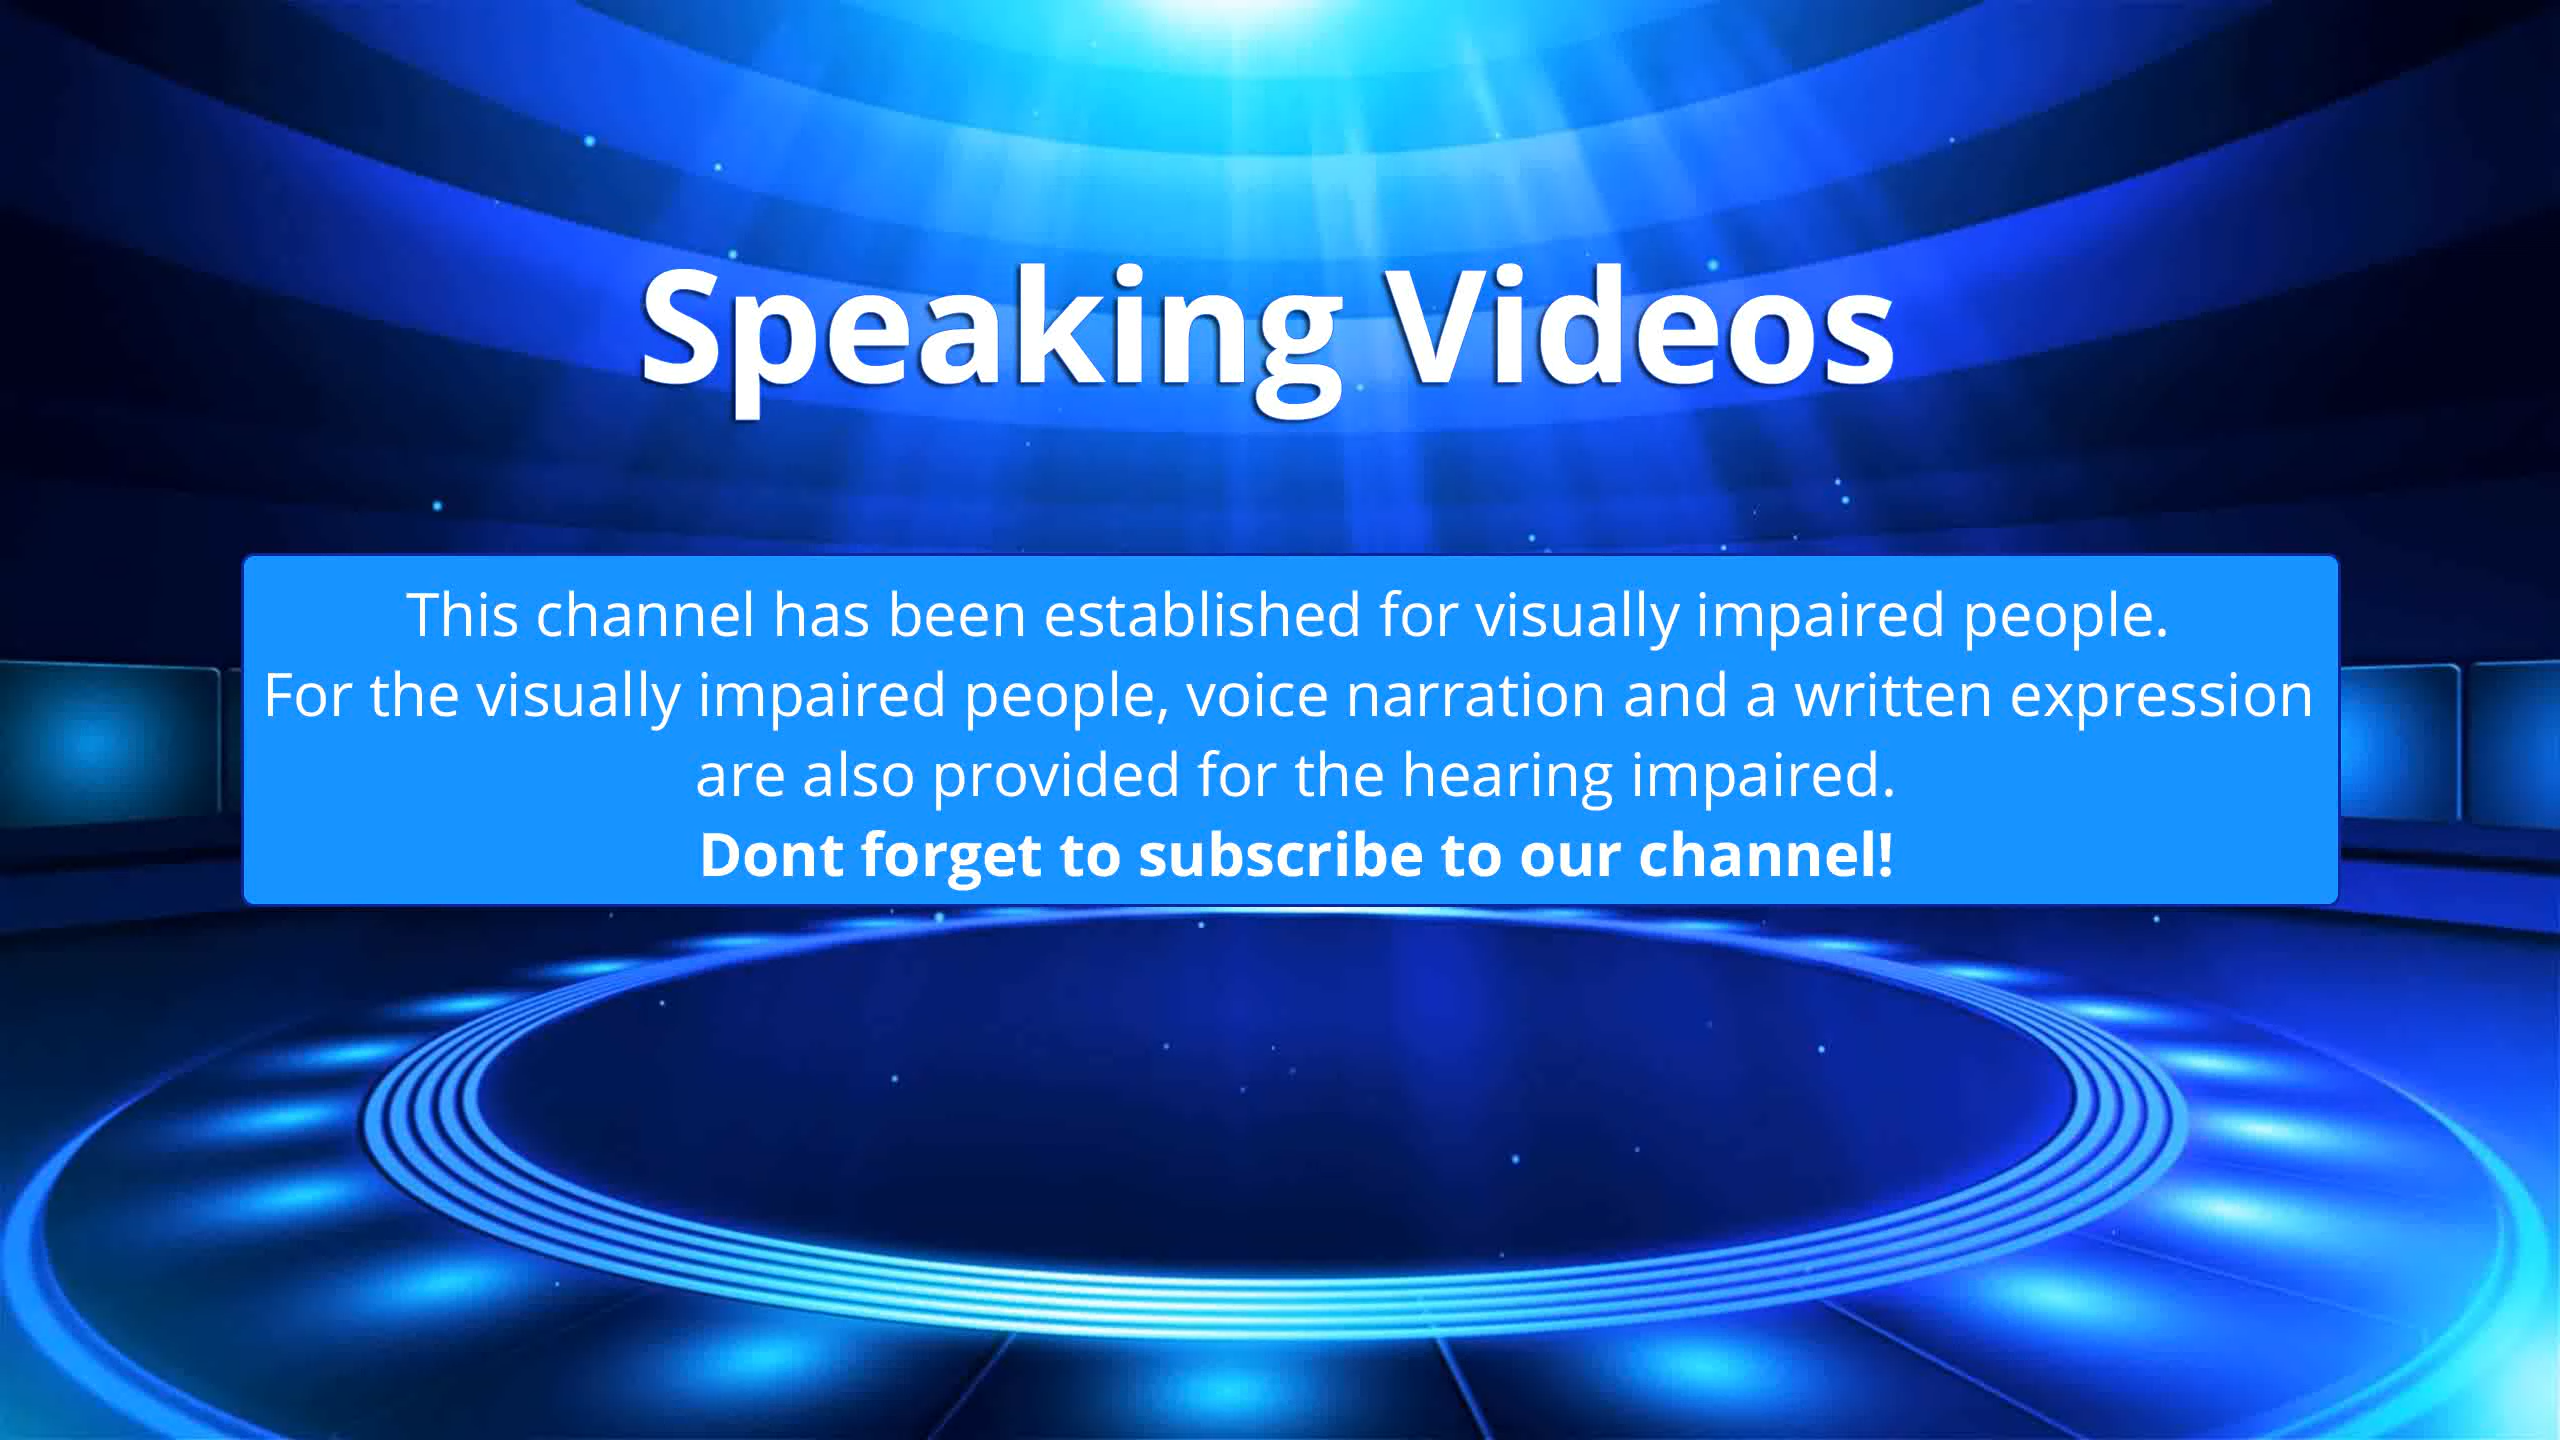 Speaking Videos
This channel has been established for visually impaired people.
For the visually impaired people, voice narration and a written expression
are also provided for the hearing impaired.
Dont forget to subscribe to our channel!